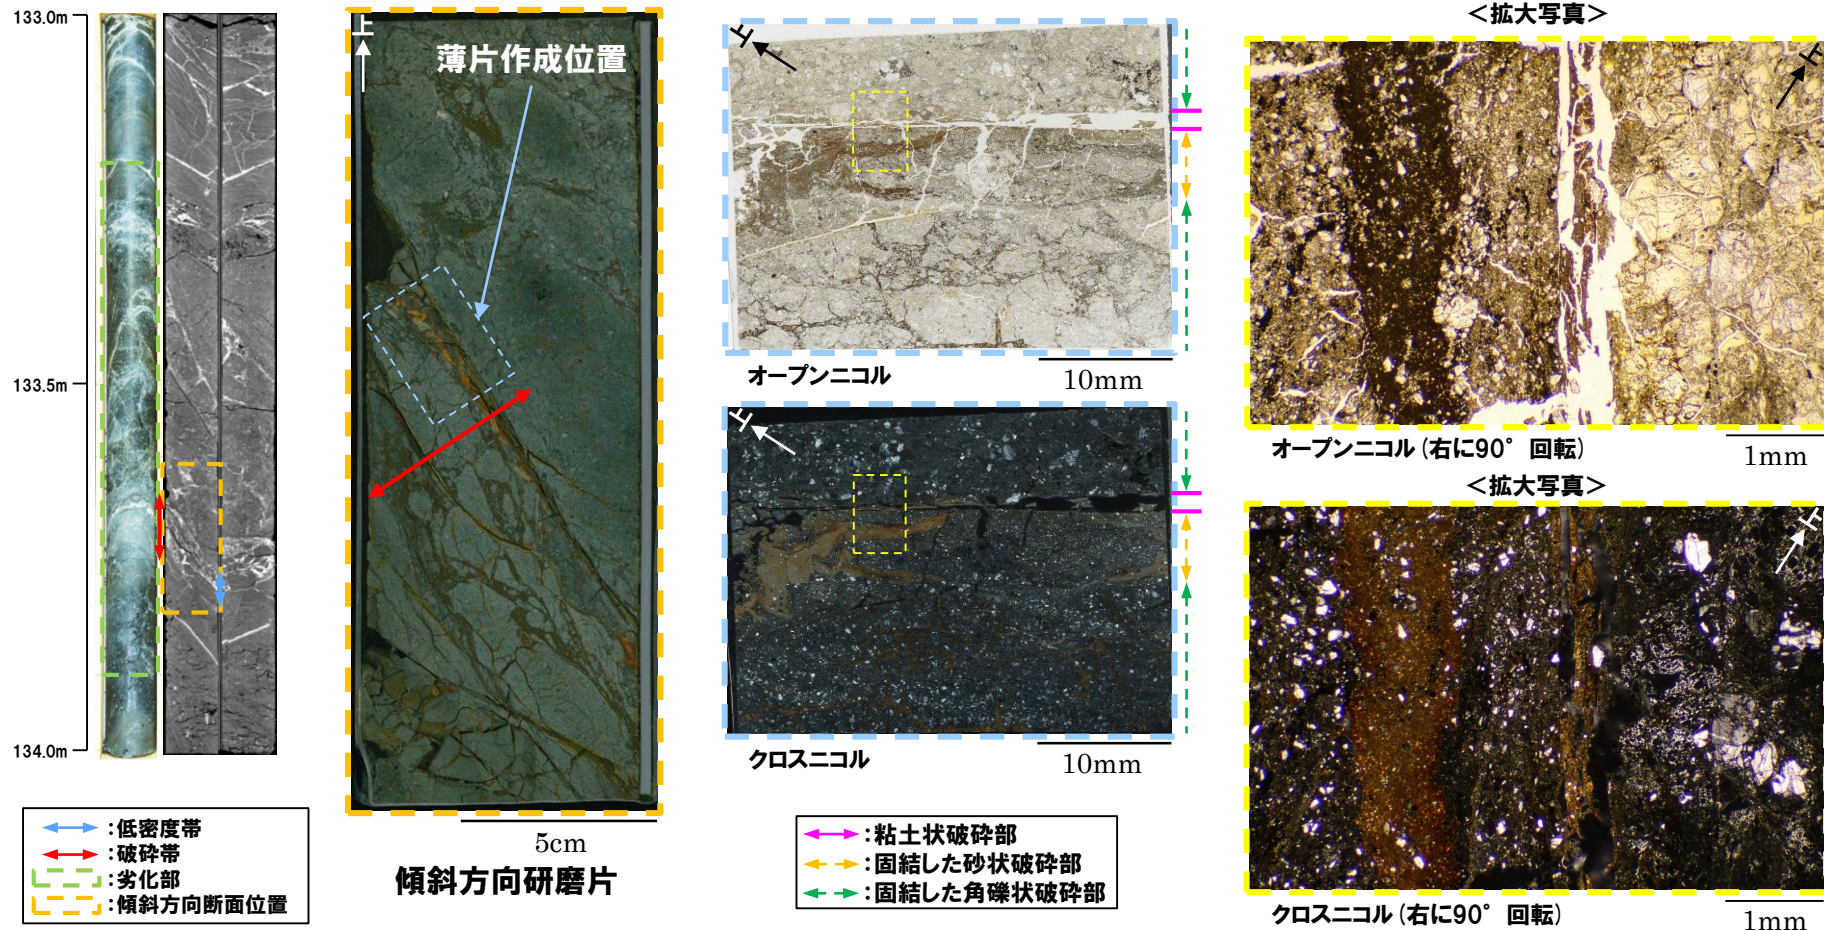 133.0m
133.5m
134.0m
:低密度帯
:破砕帯
:劣化部
:傾斜方向断面位置
上
薄片作成位置
5cm
傾斜方向研磨片
上
オープンニコル
10mm
上
クロスニコル
10mm
:粘土状破砕部
:固結した砂状破砕部
:固結した角礫状破砕部
<拡大写真>
上
オープンニコル(右に90°回転)
1mm
<拡大写真>
上
クロスニコル(右に90°回転)
1mm